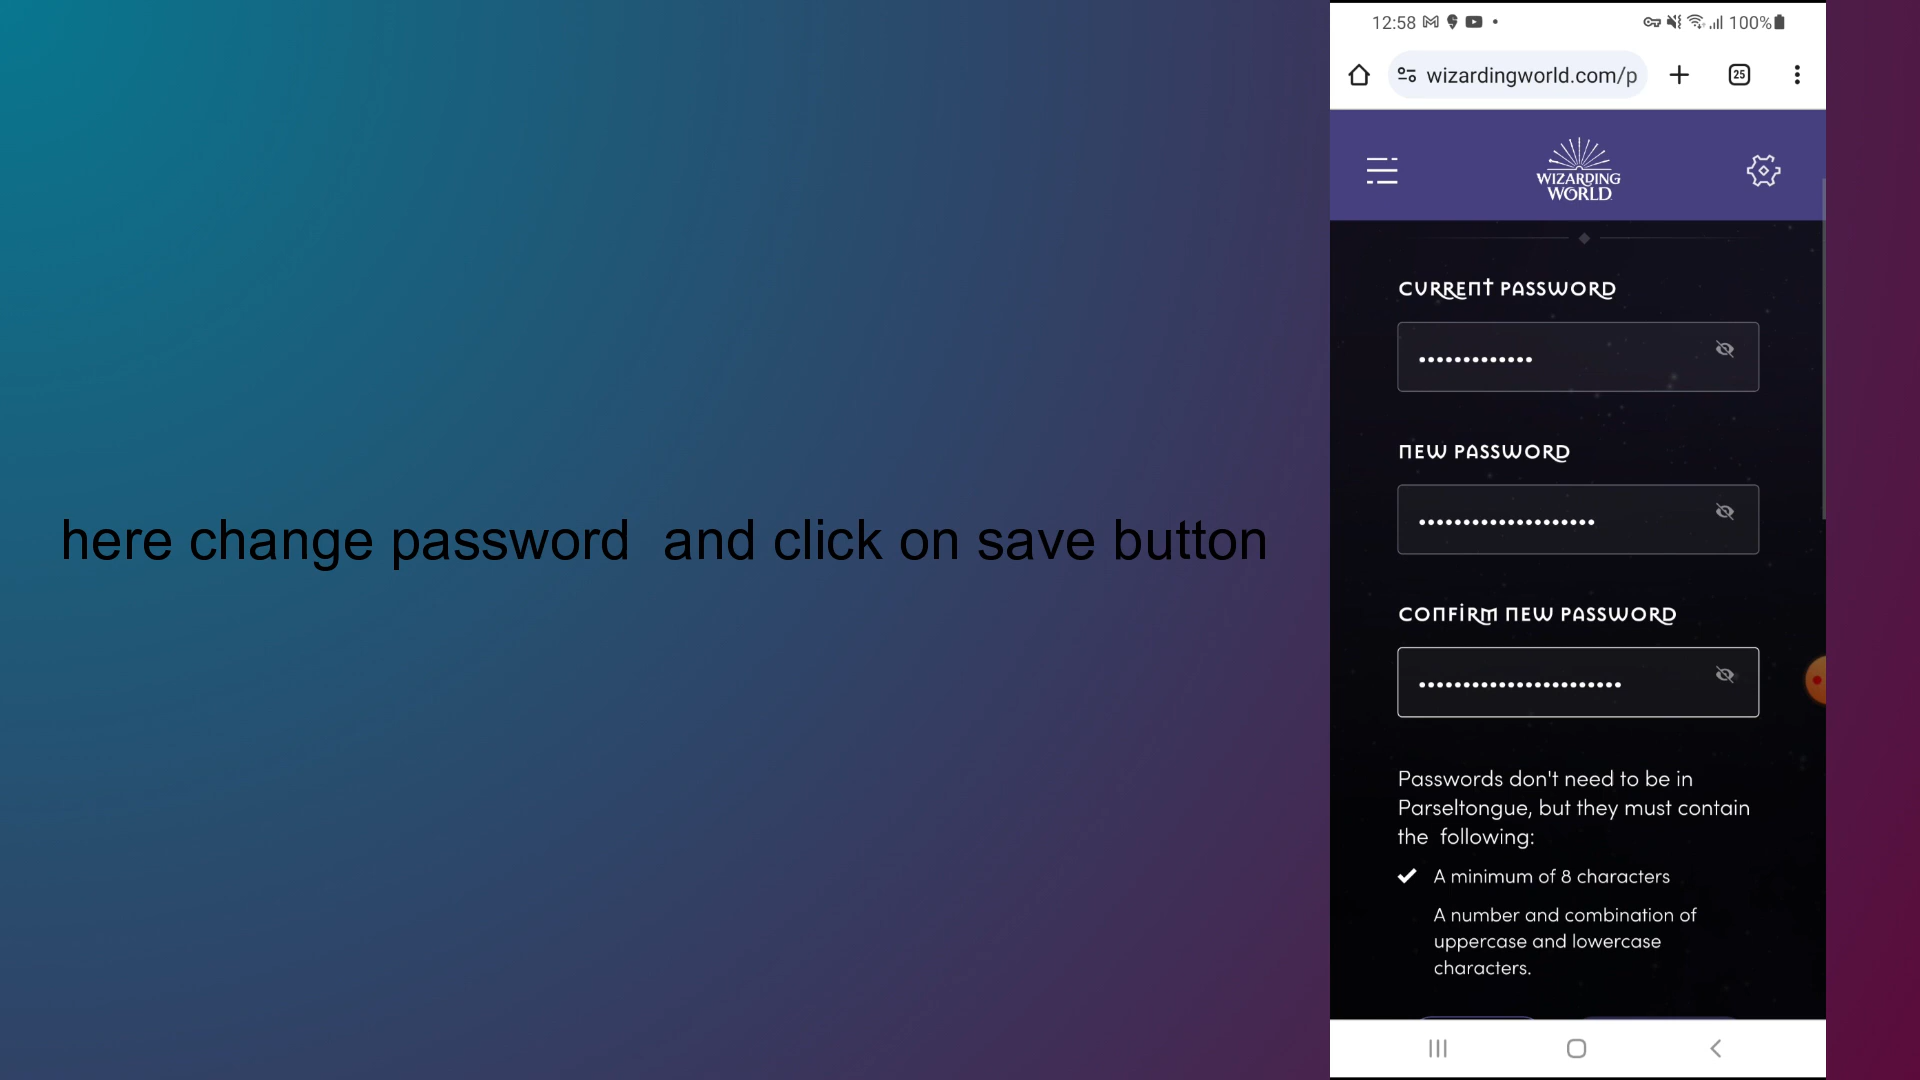 here change password  and click on save button
12:58
100%
wizardingworld.com/p
25
WIZARDING
WORLD
CURRENT PASSWORD
•••••••••••••
NEW PASSWORD
••••••••••••••••••••
CONFIRM NEW PASSWORD
•••••••••••••••••••••••
Passwords don't need to be in
Parseltongue, but they must contain
the  following:
A minimum of 8 characters
A number and combination of
uppercase and lowercase
characters.